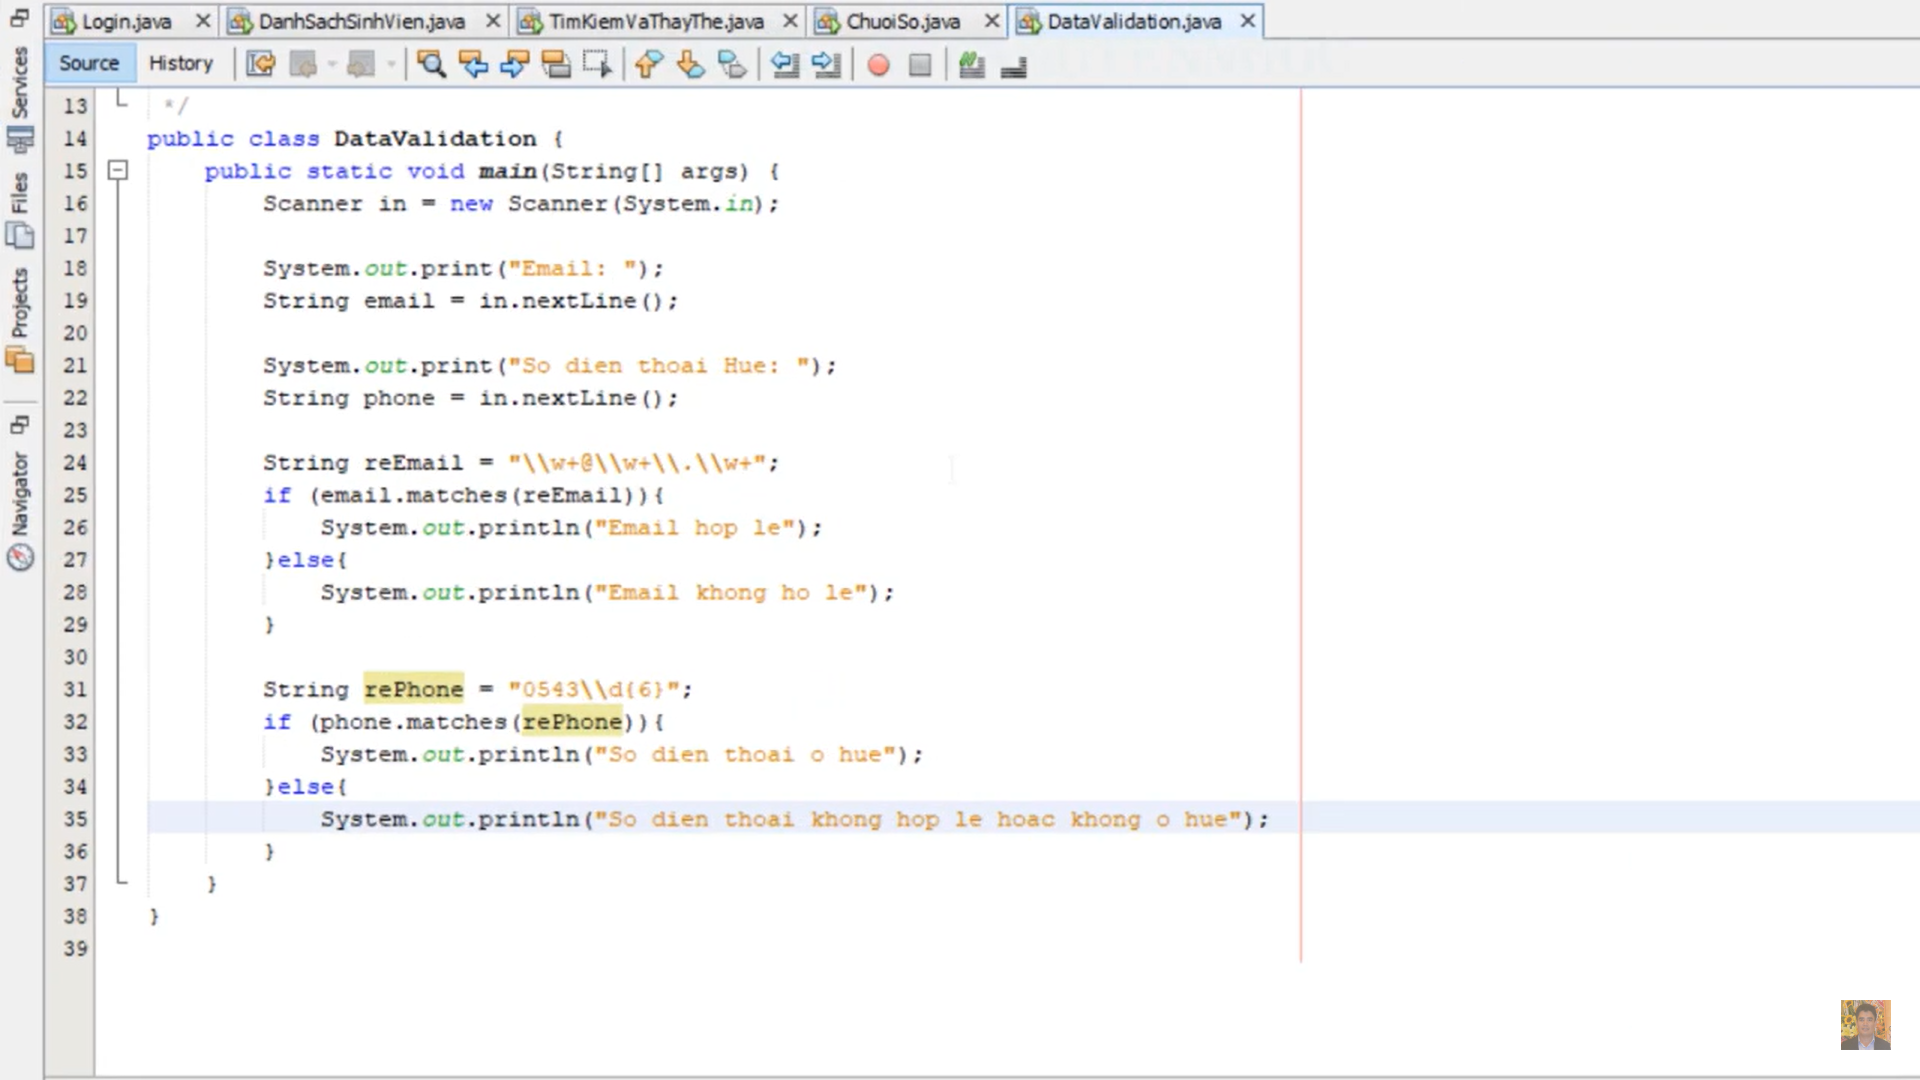 Login.java
DanhSachSinhVien.java
TimKiemVaThayThe.java
ChuoiSo.java
DataValidation.java
Source
History
Services
Files
Projects
Navigator
13 */
14 public class DataValidation {
15 public static void main(String[] args) {
16 Scanner in = new Scanner(System.in);
17
18 System.out.print("Email: ");
19 String email = in.nextLine();
20
21 System.out.print("So dien thoai Hue: ");
22 String phone = in.nextLine();
23
24 String reEmail = "\\w+@\\w+\\.\\w+";
25 if (email.matches(reEmail)){
26 System.out.println("Email hop le");
27 }else{
28 System.out.println("Email khong ho le");
29 }
30
31 String rePhone = "0543\\d{6}";
32 if (phone.matches(rePhone)){
33 System.out.println("So dien thoai o hue");
34 }else{
35 System.out.println("So dien thoai khong hop le hoac khong o hue");
36 }
37 }
38 }
39